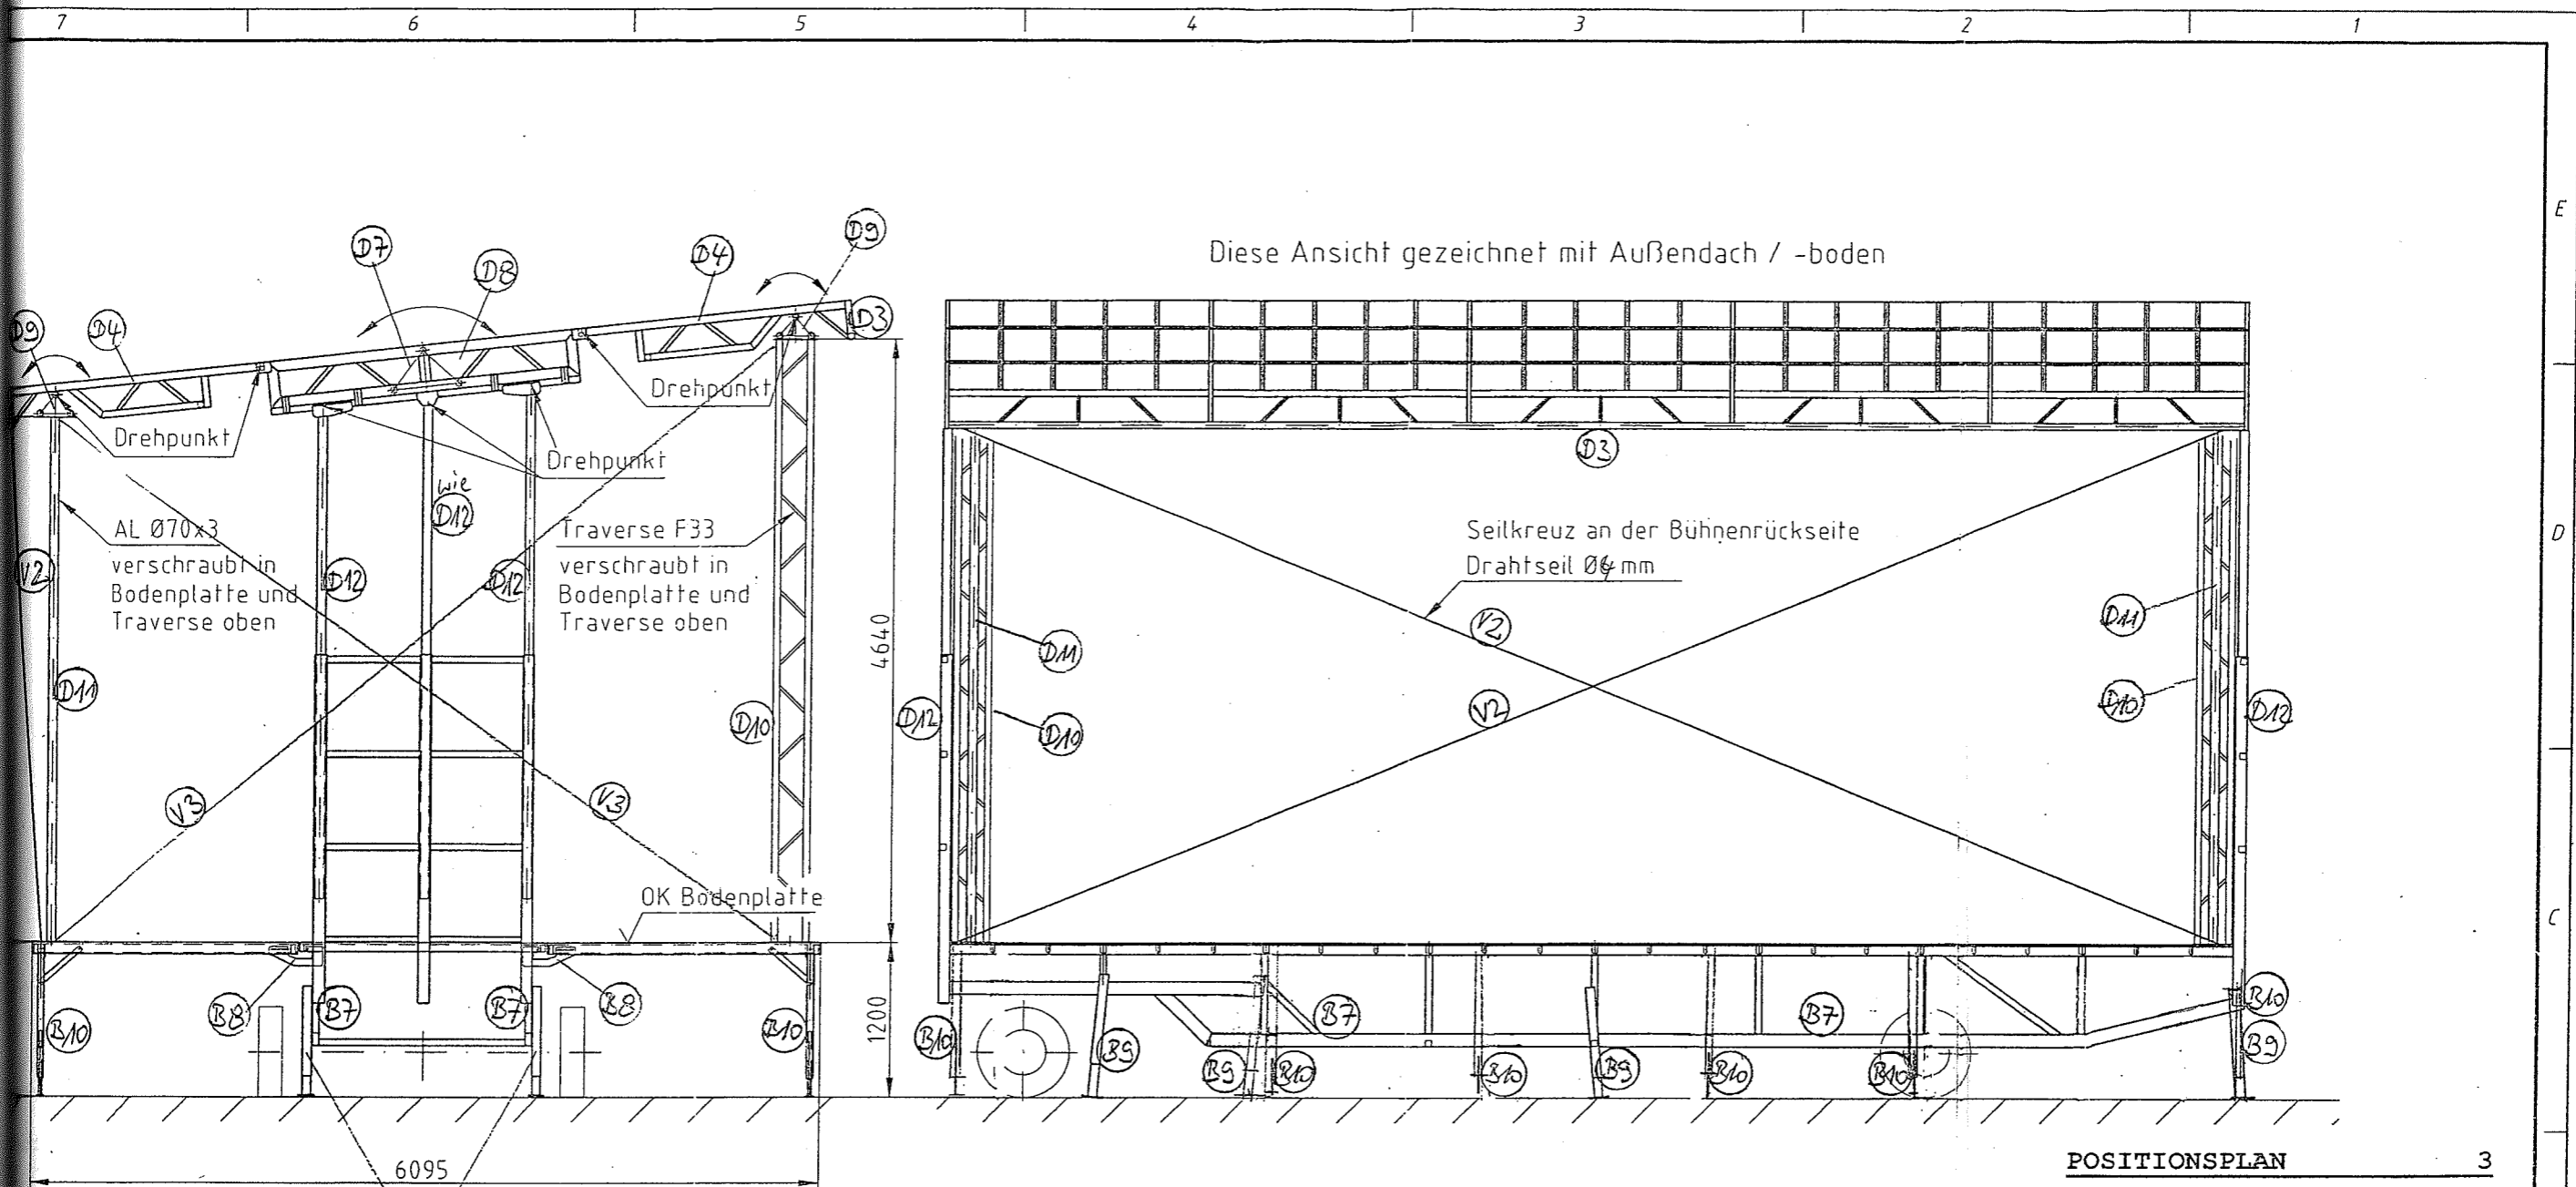 7 6 5 4 3 2 1
E
D
C
Diese Ansicht gezeichnet mit Außendach / -boden
D7
D8
D4
D9
D3
D9
D4
Drehpunkt
Drehpunkt
Drehpunkt
wie
D12
AL Ø70x3
verschraubt in
Bodenplatte und
Traverse oben
Traverse F33
verschraubt in
Bodenplatte und
Traverse oben
V2
D12
D12
D11
D10
4640
V3
V3
OK Bodenplatte
B8
B7
B7
B8
B10
B10
1200
6095
D3
Seilkreuz an der Bühnenrückseite
Drahtseil Ø mm
V2
V2
D11
D10
D12
D11
D10
D12
B7
B7
B10
B9
B9
B10
B10
B9
B10
B10
B10
B9
POSITIONSPLAN 3